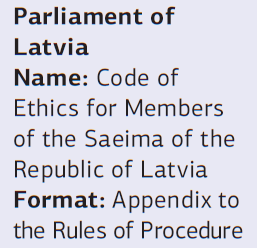 Parliament of
Latvia
Name: Code of
Ethics for Members
of the Saeima of the
Republic of Latvia
Format: Appendix to
the Rules of Procedure